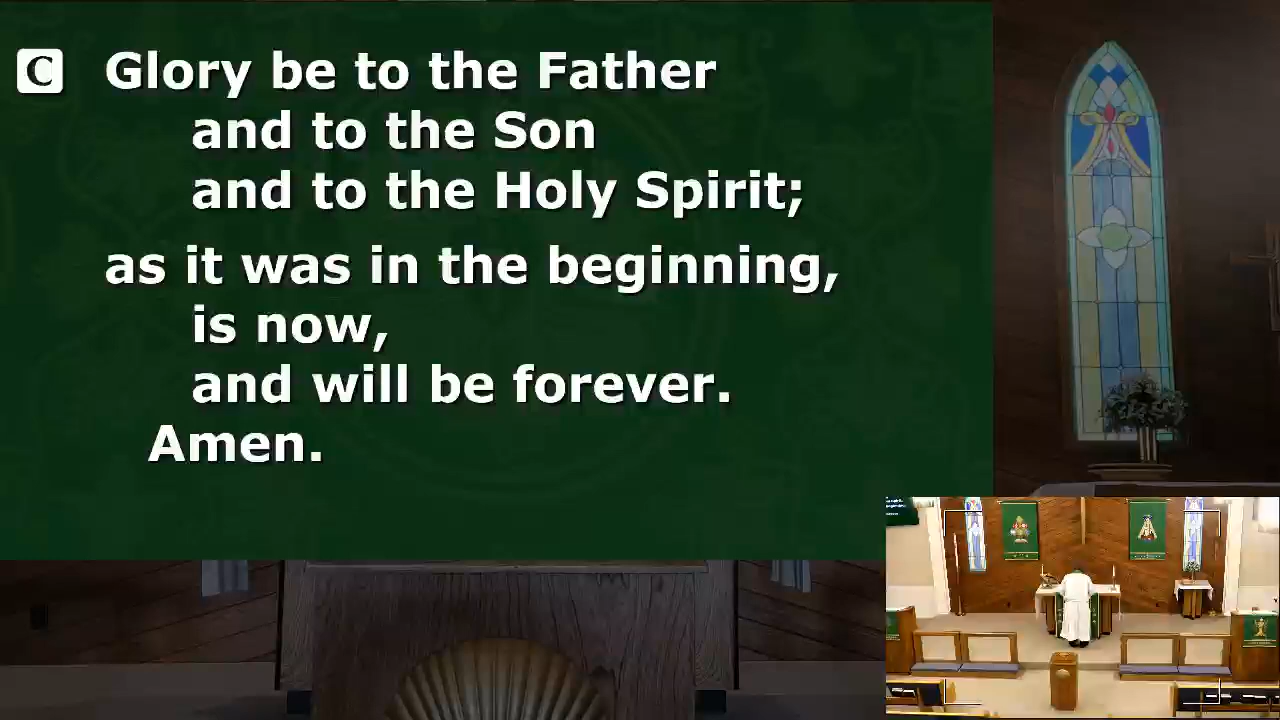 C Glory be to the Father
and to the Son
and to the Holy Spirit;
as it was in the beginning,
is now,
and will be forever.
Amen.